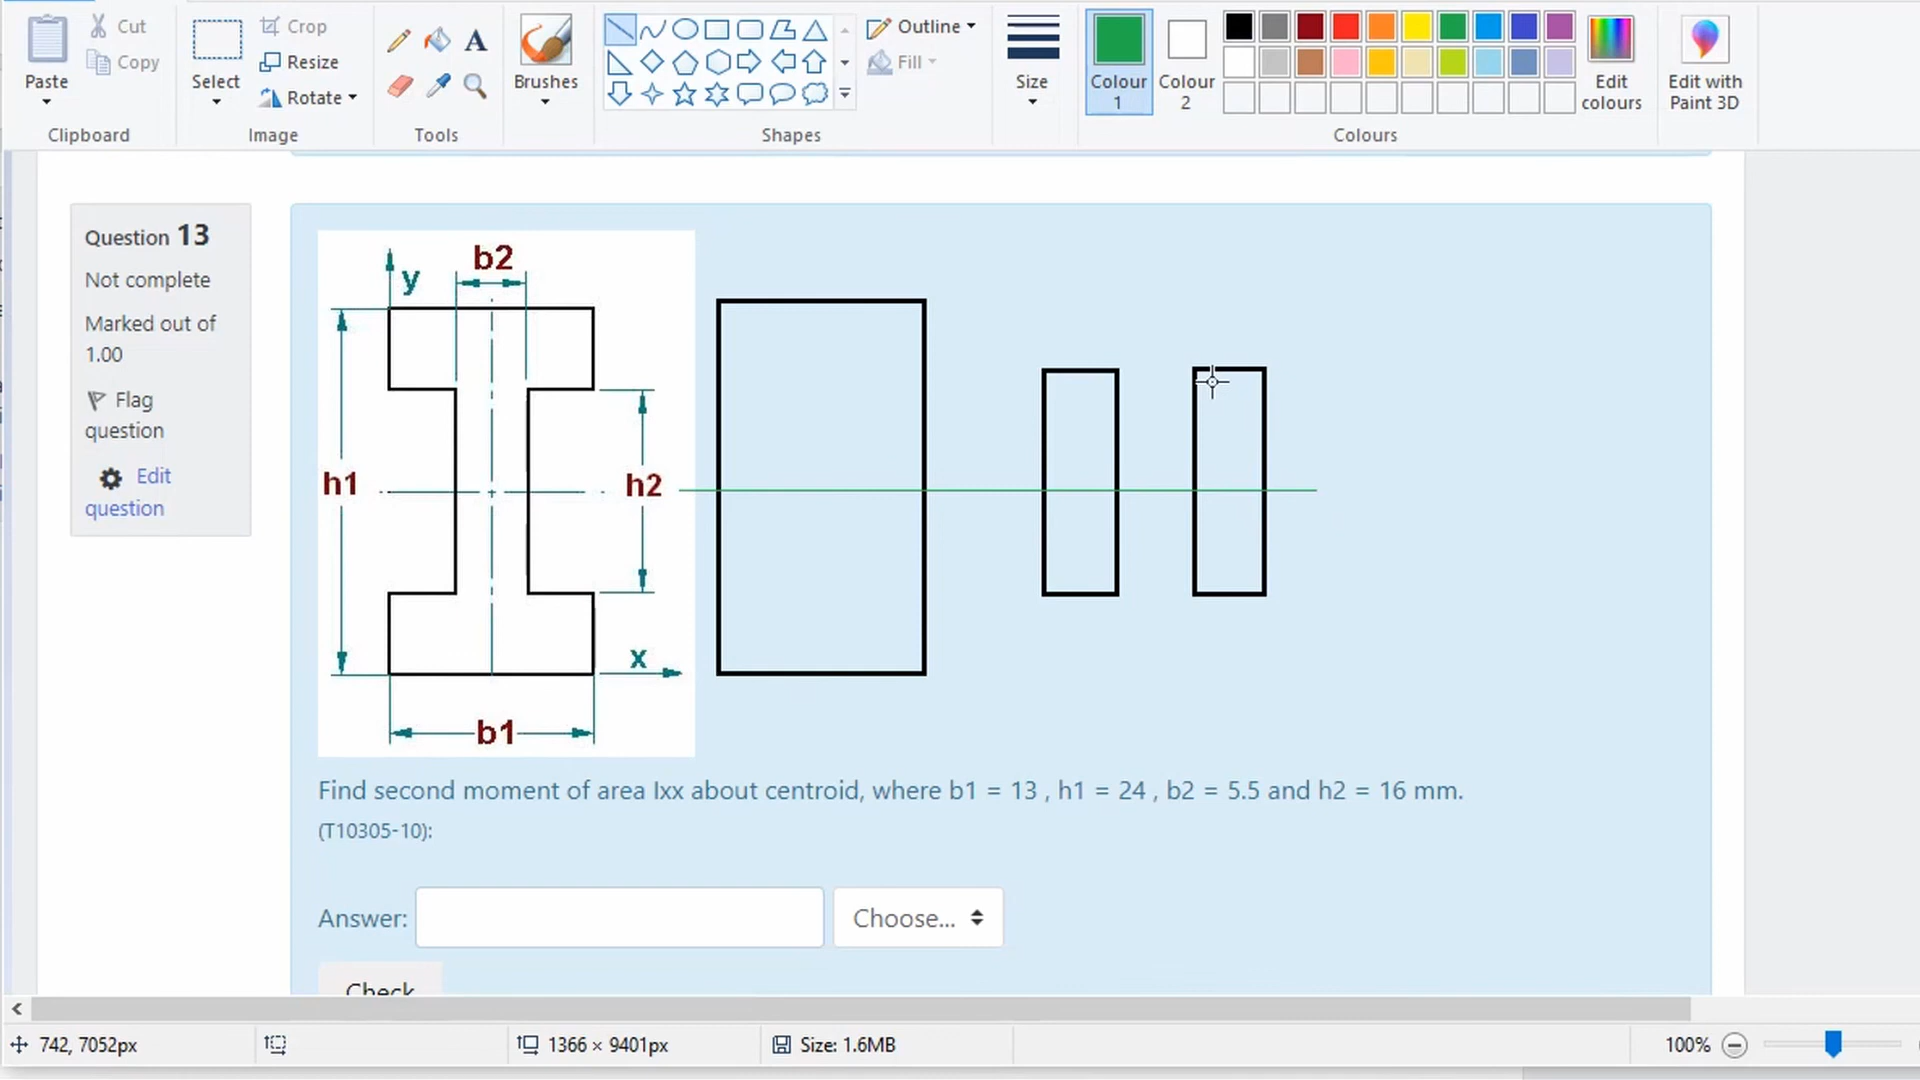 Cut
Copy
Paste
Clipboard
Crop
Resize
Rotate
Select
Image
A
Tools
Brushes
Shapes
Outline
Fill
Size
Colour 1
Colour 2
Edit colours
Colours
Edit with Paint 3D
Question 13
Not complete
Marked out of 1.00
Flag question
Edit question
y
b2
h1
h2
x
b1
Find second moment of area Ixx about centroid, where b1 = 13 , h1 = 24 , b2 = 5.5 and h2 = 16 mm.
(T10305-10):
Answer:
Choose...
Check
742, 7052px
1366 × 9401px
Size: 1.6MB
100%